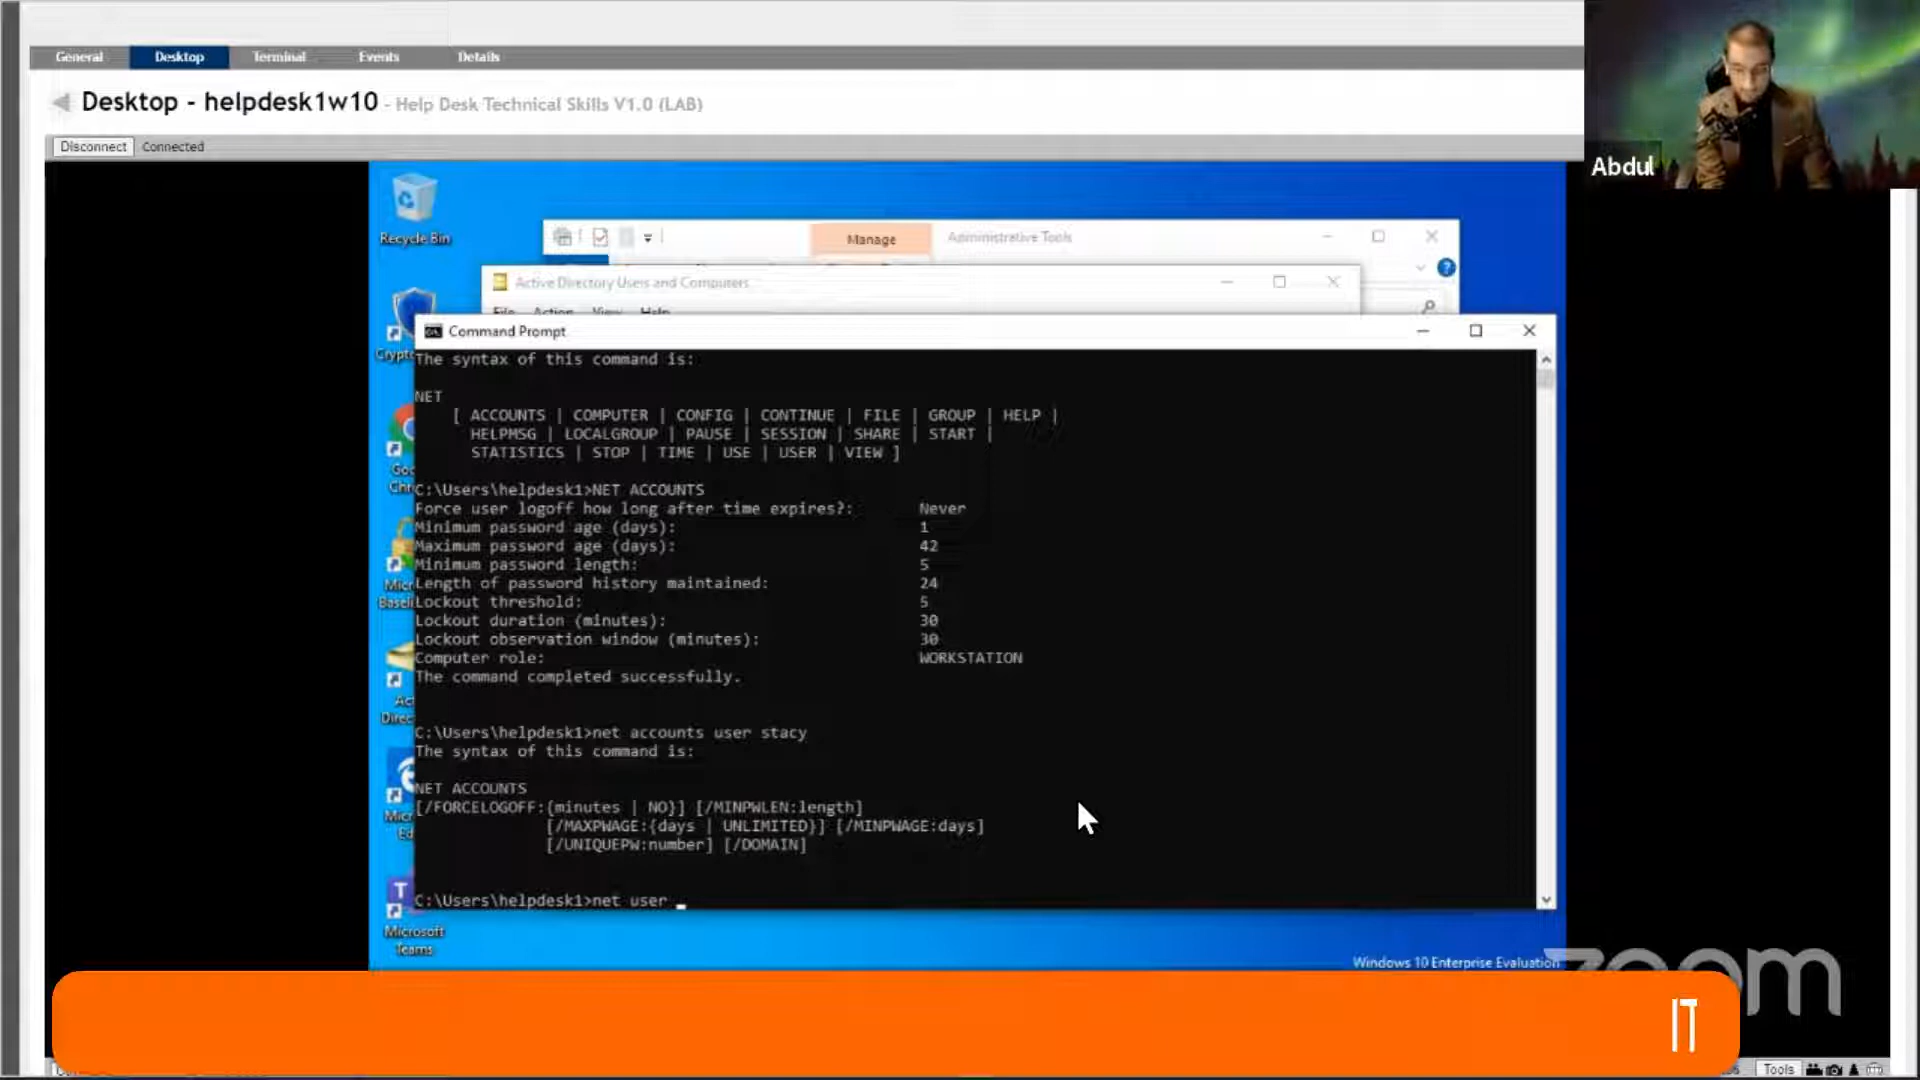 General Desktop Terminal Events Details
Desktop - helpdesk1w10 - Help Desk Technical Skills V1.0 (LAB)
Disconnect Connected
Abdul
Recycle Bin
Manage Administrative Tools
Active Directory Users and Computers
File Action View Help
Command Prompt
The syntax of this command is:
NET
[ ACCOUNTS | COMPUTER | CONFIG | CONTINUE | FILE | GROUP | HELP |
HELPMSG | LOCALGROUP | PAUSE | SESSION | SHARE | START |
STATISTICS | STOP | TIME | USE | USER | VIEW ]
C:\Users\helpdesk1>NET ACCOUNTS
Force user logoff how long after time expires?: Never
Minimum password age (days): 1
Maximum password age (days): 42
Minimum password length: 5
Length of password history maintained: 24
Lockout threshold: 5
Lockout duration (minutes): 30
Lockout observation window (minutes): 30
Computer role: WORKSTATION
The command completed successfully.
C:\Users\helpdesk1>net accounts user stacy
The syntax of this command is:
NET ACCOUNTS
[/FORCELOGOFF:{minutes | NO}] [/MINPWLEN:length]
[/MAXPWAGE:{days | UNLIMITED}] [/MINPWAGE:days]
[/UNIQUEPW:number] [/DOMAIN]
C:\Users\helpdesk1>net user
Microsoft
Teams
Windows 10 Enterprise Evaluation
zoom
IT
Tools